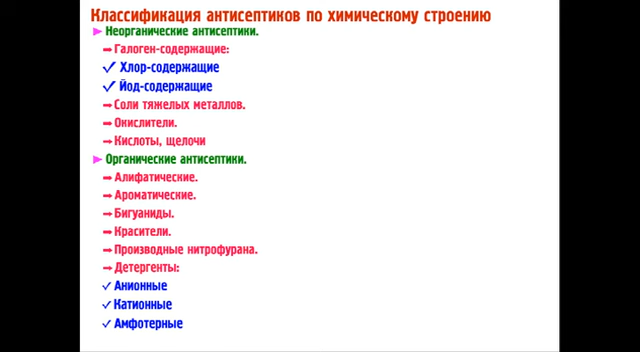 Классификация антисептиков по химическому строению
Неорганические антисептики.
Галоген-содержащие:
Хлор-содержащие
Йод-содержащие
Соли тяжелых металлов.
Окислители.
Кислоты, щелочи
Органические антисептики.
Алифатические.
Ароматические.
Бигуаниды.
Красители.
Производные нитрофурана.
Детергенты:
Анионные
Катионные
Амфотерные